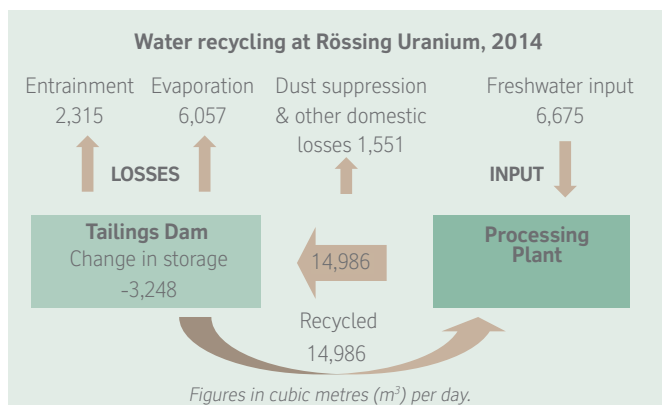 Water recycling at Rössing Uranium, 2014
Entrainment
2,315
Evaporation
6,057
Dust suppression
& other domestic
losses 1,551
Freshwater input
6,675
LOSSES
INPUT
Tailings Dam
Change in storage
-3,248
14,986
Processing
Plant
Recycled
14,986
Figures in cubic metres (m³) per day.